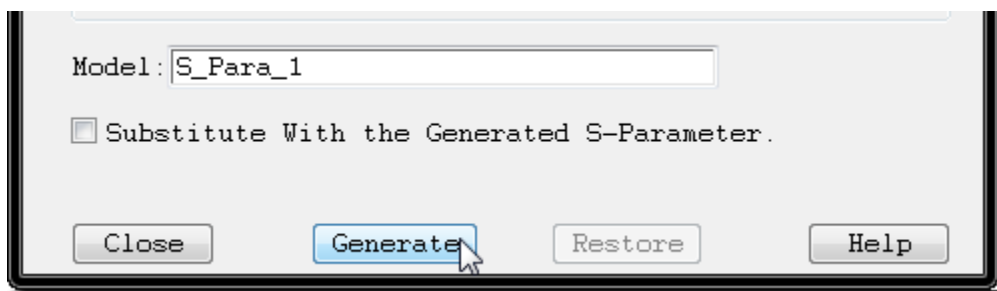 Model: S_Para_1
Substitute With the Generated S-Parameter.
Close Generate Restore Help